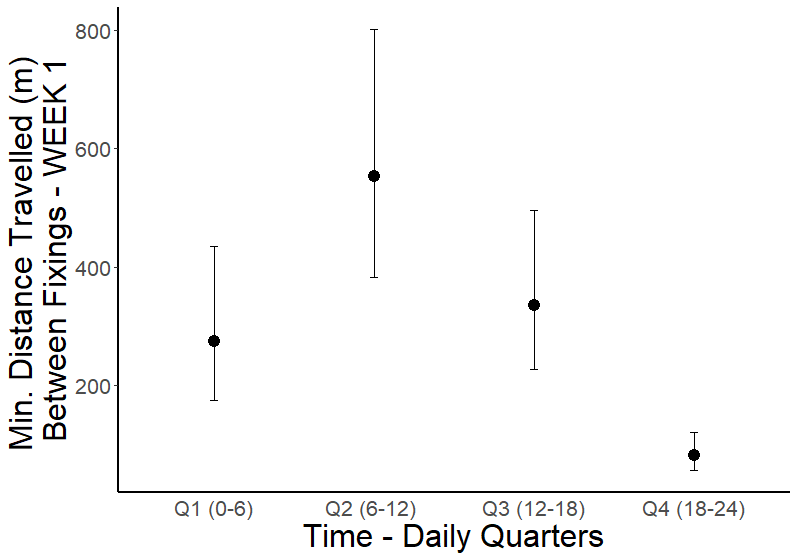 Min. Distance Travelled (m)
Between Fixings - WEEK 1
800
600
400
200
Q1 (0-6) Q2 (6-12) Q3 (12-18) Q4 (18-24)
Time - Daily Quarters